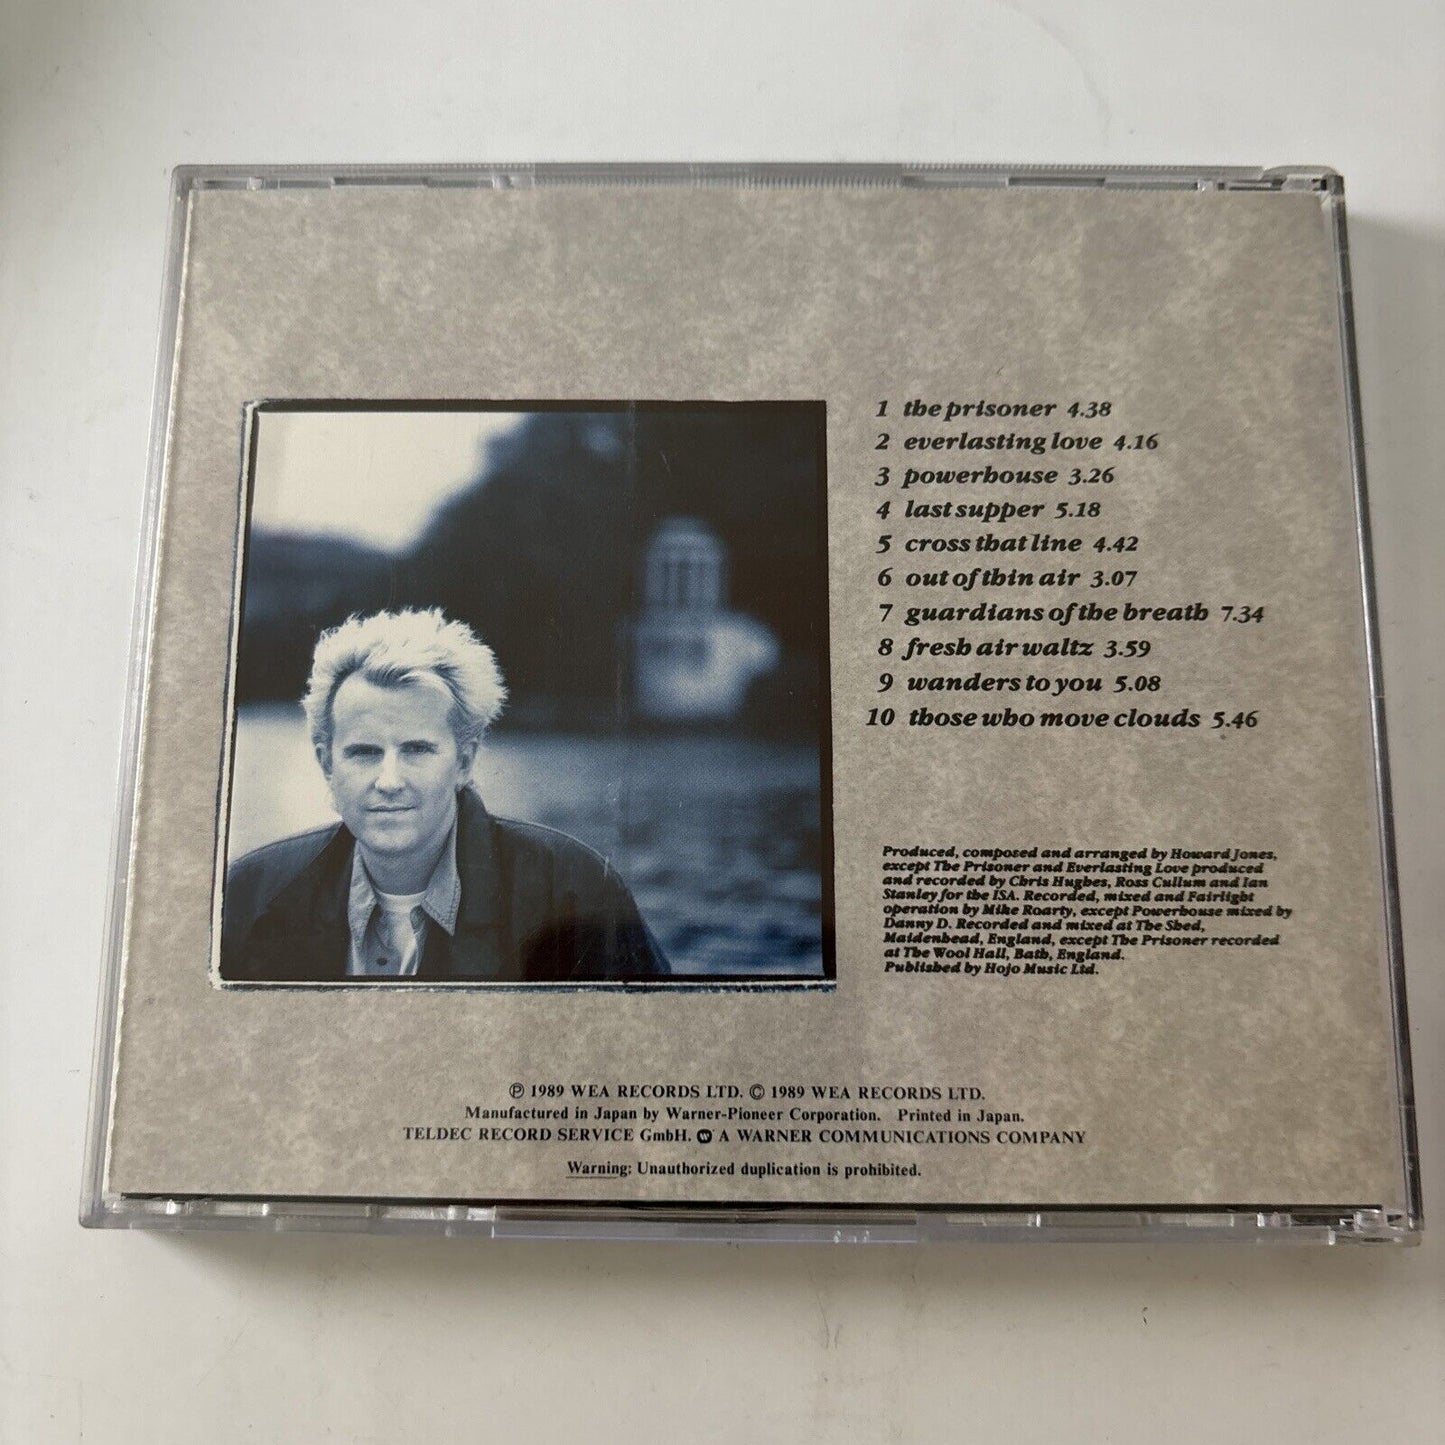 1 the prisoner 4.38
2 everlasting love 4.16
3 powerhouse 3.26
4 last supper 5.18
5 cross that line 4.42
6 out of thin air 3.07
7 guardians of the breath 7.34
8 fresh air waltz 3.59
9 wanders to you 5.08
10 those who move clouds 5.46
Produced, composed and arranged by Howard Jones,
except The Prisoner and Everlasting Love produced
and recorded by Chris Hughes, Ross Cullum and Ian
Stanley for the ISA. Recorded, mixed and Fairlight
operation by Mike Roarty, except Powerhouse mixed by
Danny D. Recorded and mixed at The Shed,
Maidenhead, England, except The Prisoner recorded
at The Wool Hall, Bath, England.
Published by Hojo Music Ltd.
℗ 1989 WEA RECORDS LTD. © 1989 WEA RECORDS LTD.
Manufactured in Japan by Warner-Pioneer Corporation. Printed in Japan.
TELDEC RECORD SERVICE GmbH. W A WARNER COMMUNICATIONS COMPANY
Warning: Unauthorized duplication is prohibited.